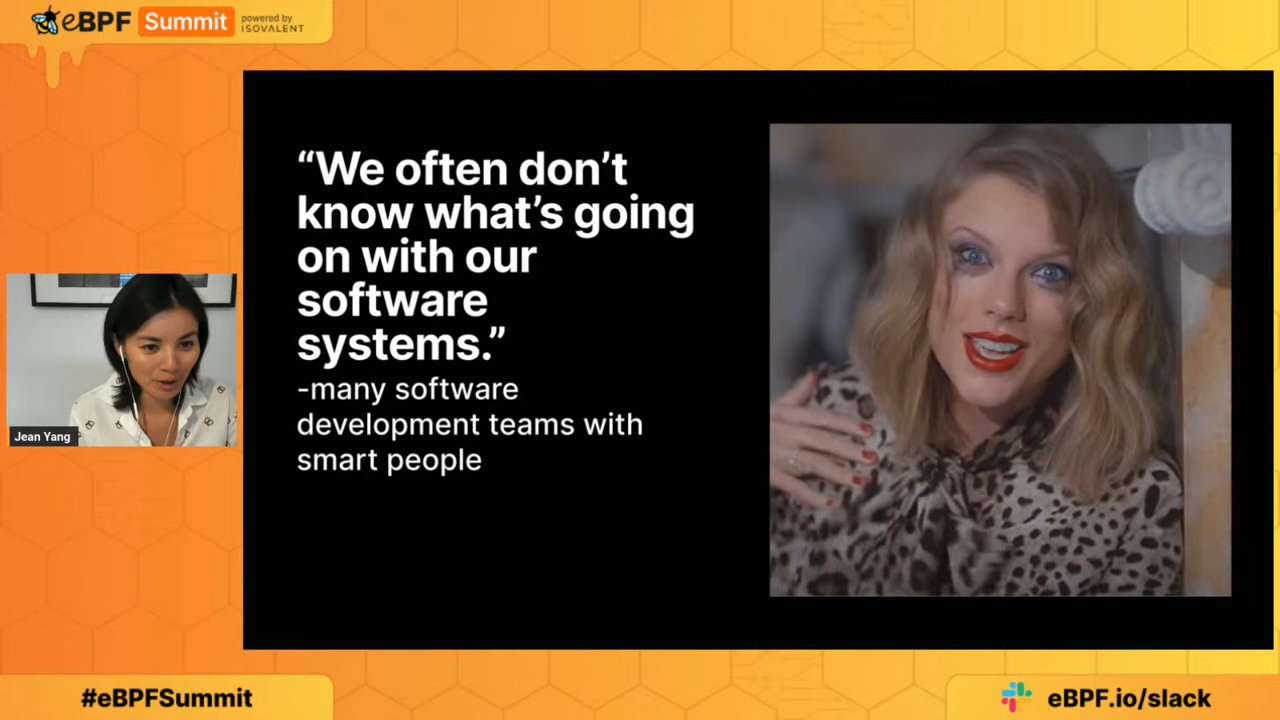 eBPF Summit powered by ISOVALENT
“We often don’t
know what’s going
on with our
software
systems.”
-many software
development teams with
smart people
Jean Yang
#eBPFSummit
eBPF.io/slack